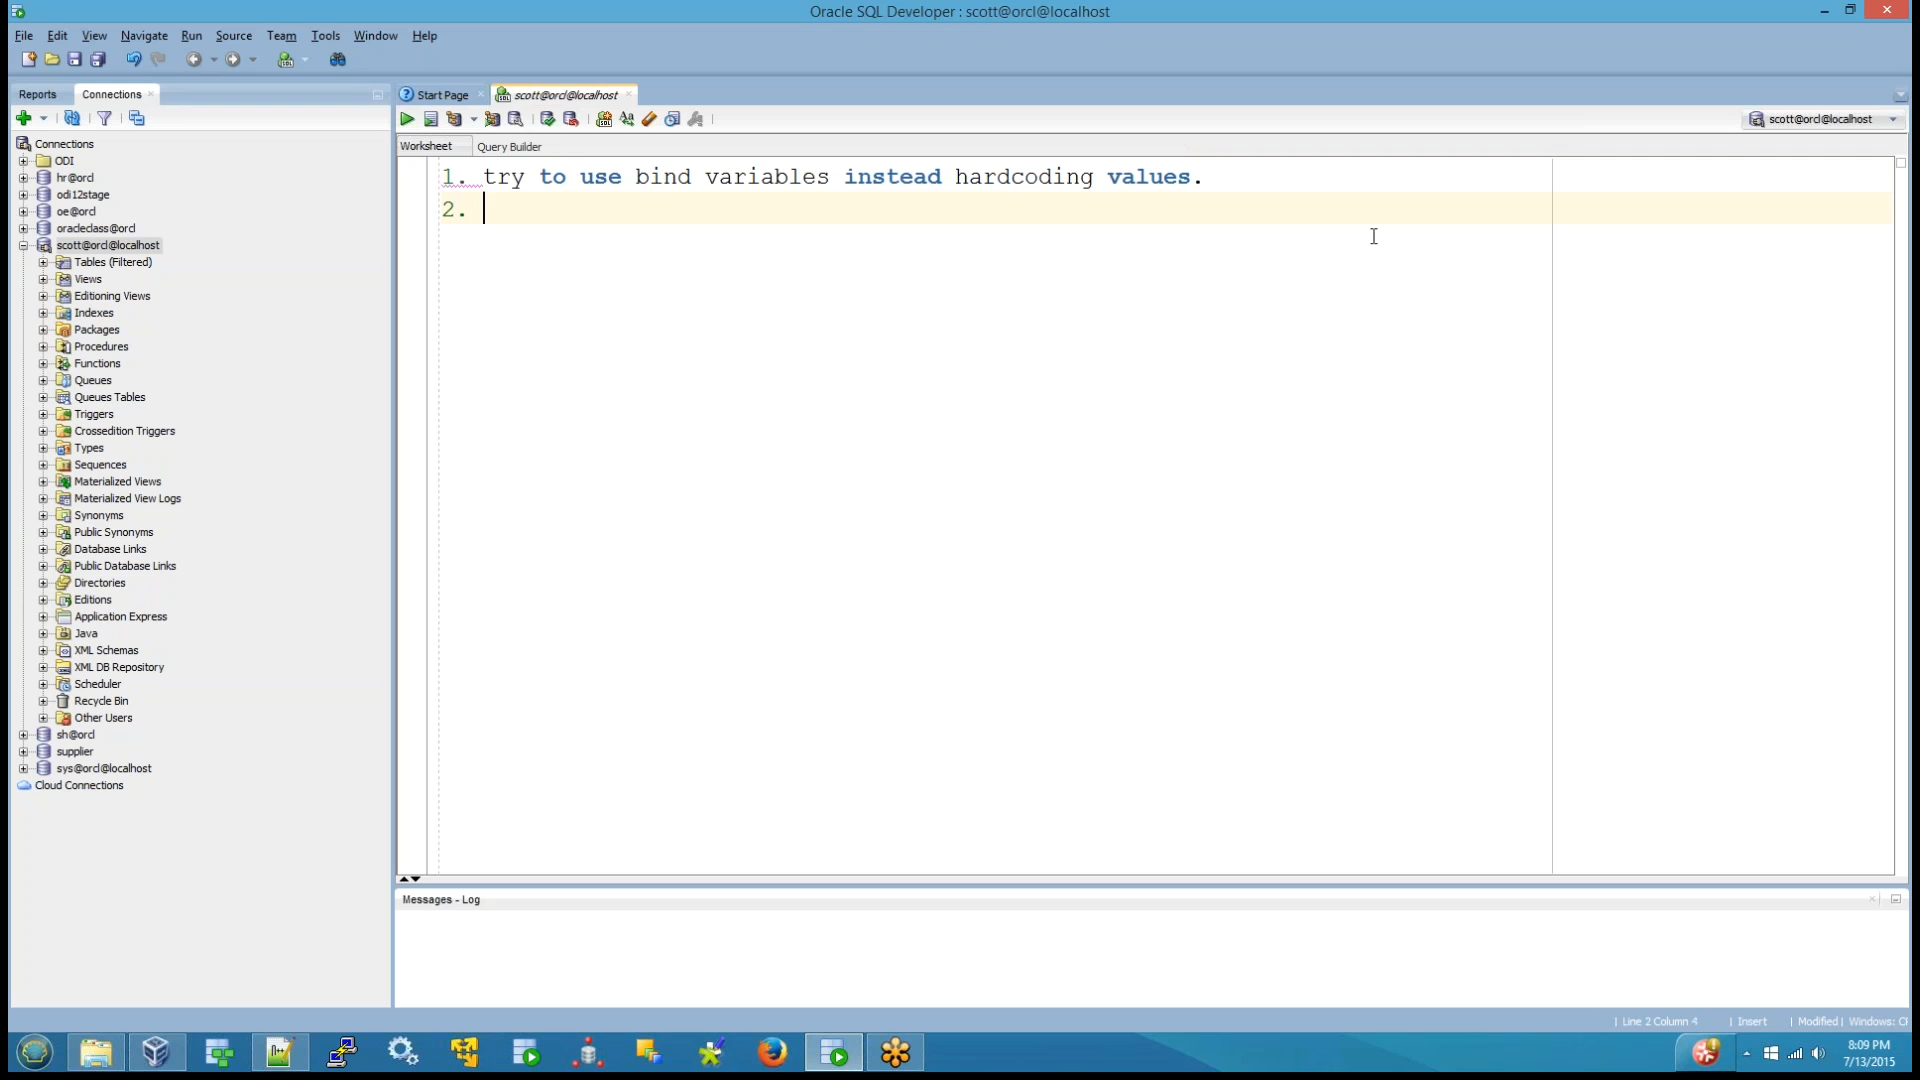 Oracle SQL Developer : scott@orcl@localhost
File Edit View Navigate Run Source Team Tools Window Help
Reports Connections
Start Page scott@orcl@localhost
scott@orcl@localhost
Worksheet Query Builder
Connections
ODI
hr@orcl
odi12stage
oe@orcl
oracleclass@orcl
scott@orcl@localhost
Tables (Filtered)
Views
Editioning Views
Indexes
Packages
Procedures
Functions
Queues
Queues Tables
Triggers
Crossedition Triggers
Types
Sequences
Materialized Views
Materialized View Logs
Synonyms
Public Synonyms
Database Links
Public Database Links
Directories
Editions
Application Express
Java
XML Schemas
XML DB Repository
Scheduler
Recycle Bin
Other Users
sh@orcl
supplier
sys@orcl@localhost
Cloud Connections
1. try to use bind variables instead hardcoding values.
2.
Messages - Log
Line 2 Column 4 Insert Modified Windows:
8:09 PM
7/13/2015